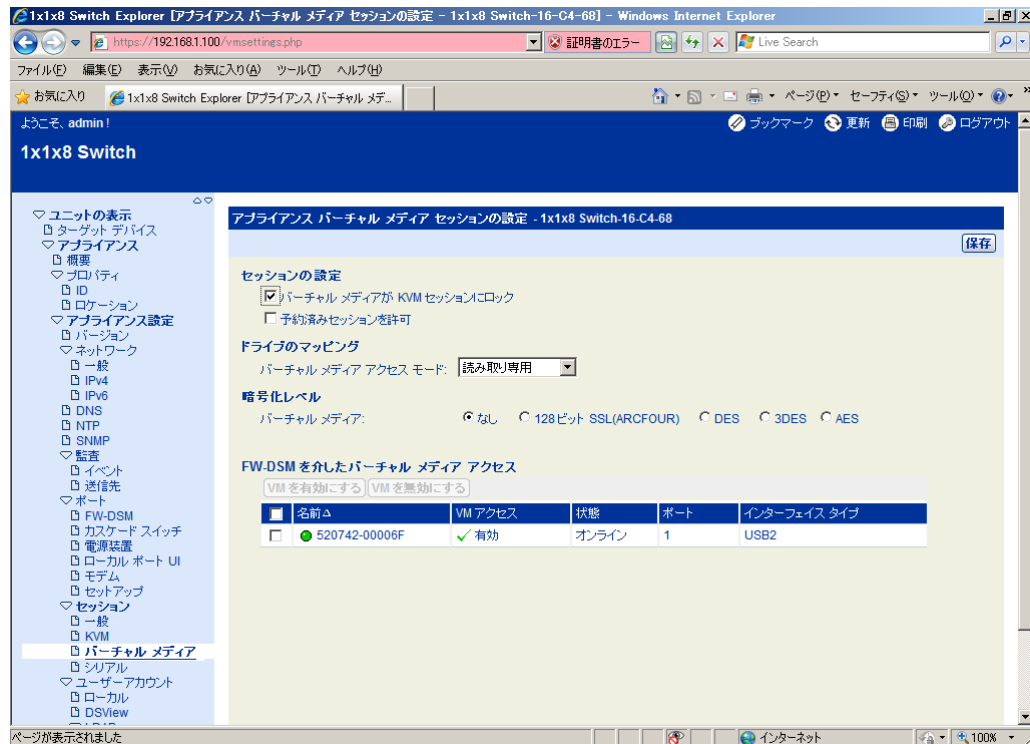 1x1x8 Switch Explorer [アプライアンス バーチャル メディア セッションの設定 - 1x1x8 Switch-16-C4-68] - Windows Internet Explorer
https://192.168.1.100/vmsettings.php
証明書のエラー
Live Search
ファイル(F) 編集(E) 表示(V) お気に入り(A) ツール(T) ヘルプ(H)
お気に入り
1x1x8 Switch Explorer [アプライアンス バーチャル メデ...
ページ(P) セーフティ(S) ツール(O)
ようこそ、admin !
ブックマーク 更新 印刷 ログアウト
1x1x8 Switch
ユニットの表示
ターゲット デバイス
アプライアンス
概要
プロパティ
ID
ロケーション
アプライアンス設定
バージョン
ネットワーク
一般
IPv4
IPv6
DNS
NTP
SNMP
監査
イベント
送信先
ポート
FW-DSM
カスケード スイッチ
電源装置
ローカル ポート UI
モデム
セットアップ
セッション
一般
KVM
バーチャル メディア
シリアル
ユーザーアカウント
ローカル
DSView
アプライアンス バーチャル メディア セッションの設定 - 1x1x8 Switch-16-C4-68
保存
セッションの設定
バーチャル メディアが KVM セッションにロック
予約済みセッションを許可
ドライブのマッピング
バーチャル メディア アクセス モード: 読み取り専用
暗号化レベル
バーチャル メディア: なし 128 ビット SSL(ARCFOUR) DES 3DES AES
FW-DSM を介したバーチャル メディア アクセス
VM を有効にする VM を無効にする
名前 VM アクセス 状態 ポート インターフェイス タイプ
520742-00006F 有効 オンライン 1 USB2
ページが表示されました
インターネット
100%